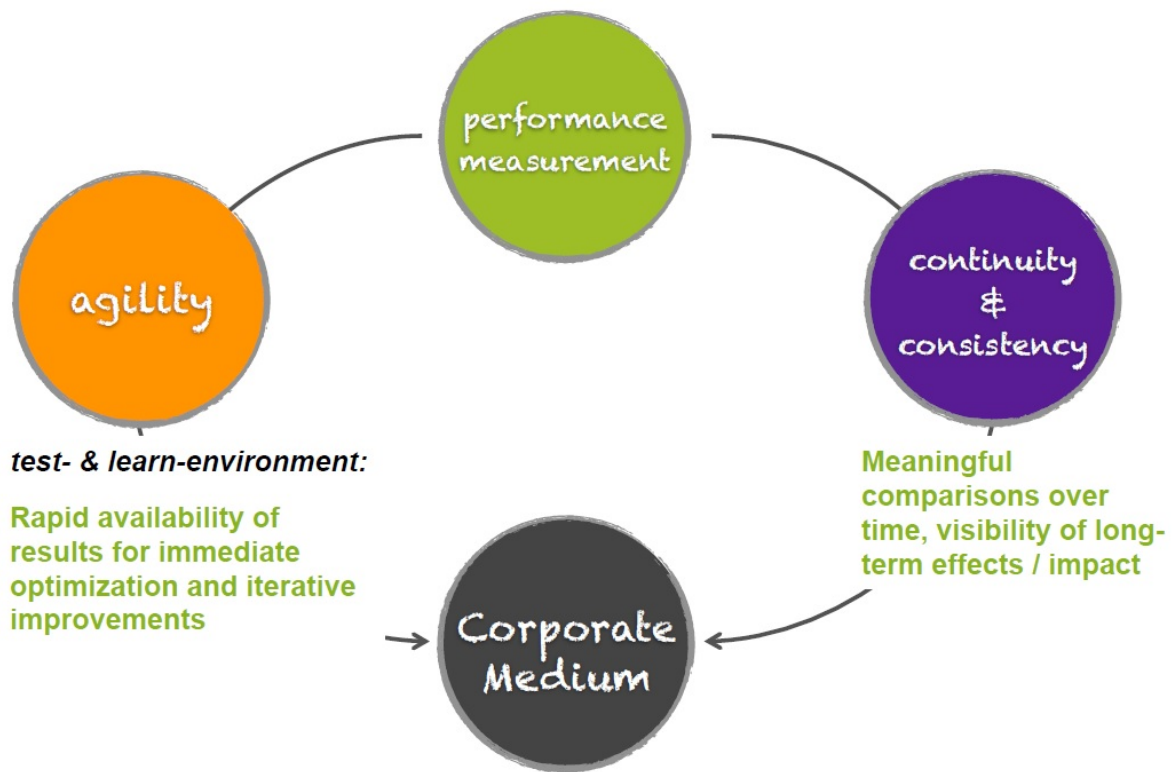 performance
measurement
agility
continuity
&
consistency
test- & learn-environment:
Rapid availability of
results for immediate
optimization and iterative
improvements
Meaningful
comparisons over
time, visibility of long-
term effects / impact
Corporate
Medium